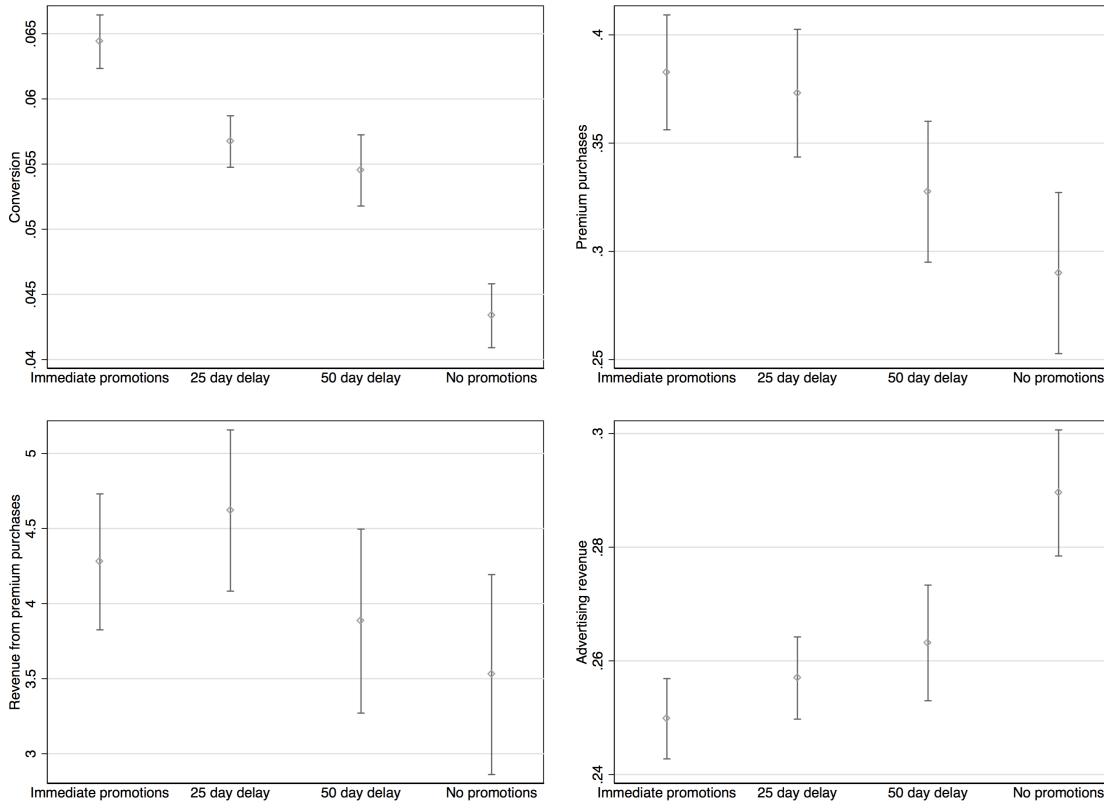 Conversion
.065
.06
.055
.05
.045
.04
Immediate promotions 25 day delay 50 day delay No promotions
Premium purchases
.4
.35
.3
.25
Immediate promotions 25 day delay 50 day delay No promotions
Revenue from premium purchases
5
4.5
4
3.5
3
Immediate promotions 25 day delay 50 day delay No promotions
Advertising revenue
.3
.28
.26
.24
Immediate promotions 25 day delay 50 day delay No promotions